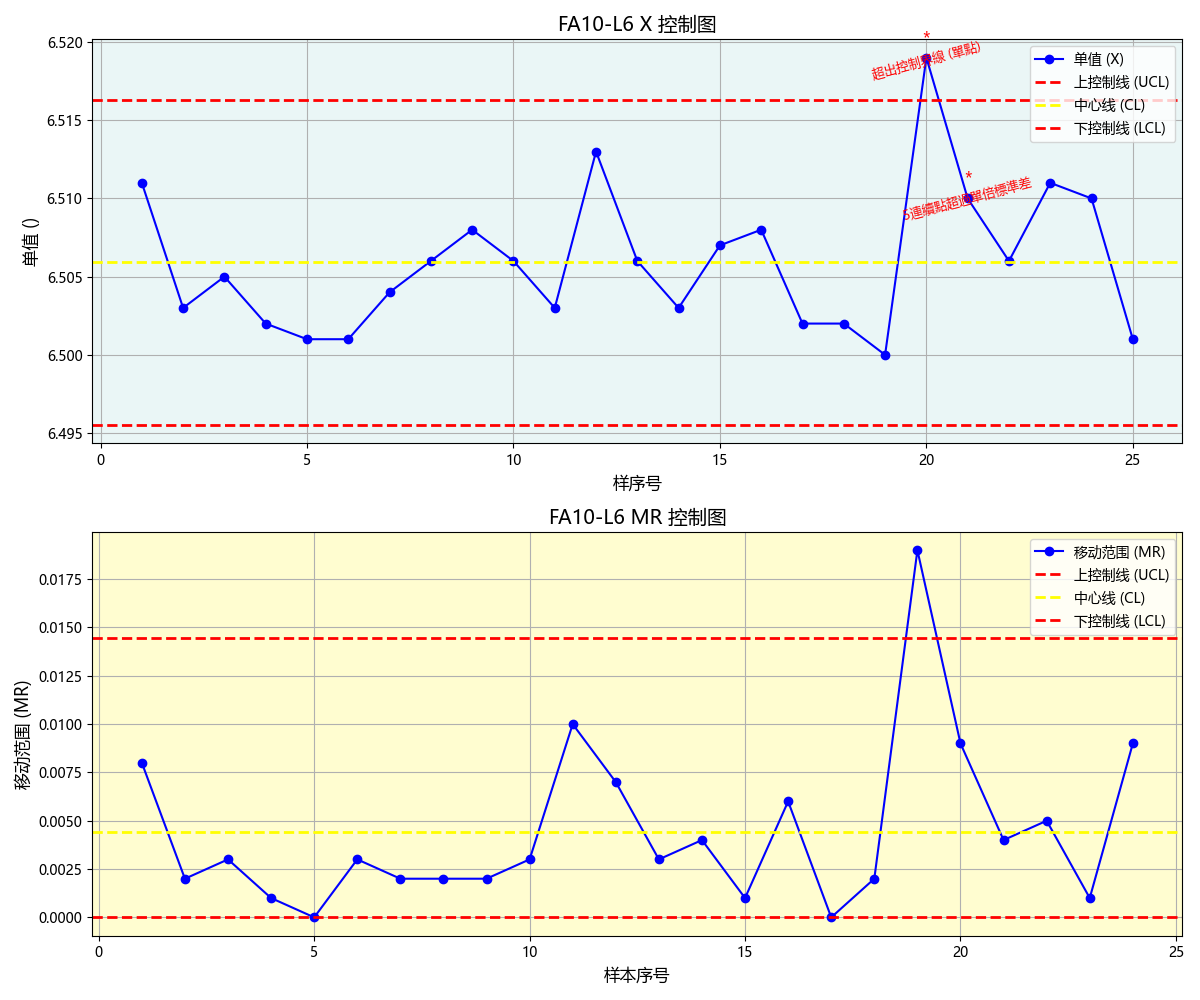 FA10-L6 X 控制图
6.520
6.515
6.510
6.505
6.500
6.495
单值 ()
*
超出控制界線 (單點)
*
5連續點超過單倍標準差
单值 (X)
上控制线 (UCL)
中心线 (CL)
下控制线 (LCL)
0 5 10 15 20 25
样序号
FA10-L6 MR 控制图
0.0175
0.0150
0.0125
0.0100
0.0075
0.0050
0.0025
0.0000
移动范围 (MR)
移动范围 (MR)
上控制线 (UCL)
中心线 (CL)
下控制线 (LCL)
0 5 10 15 20 25
样本序号